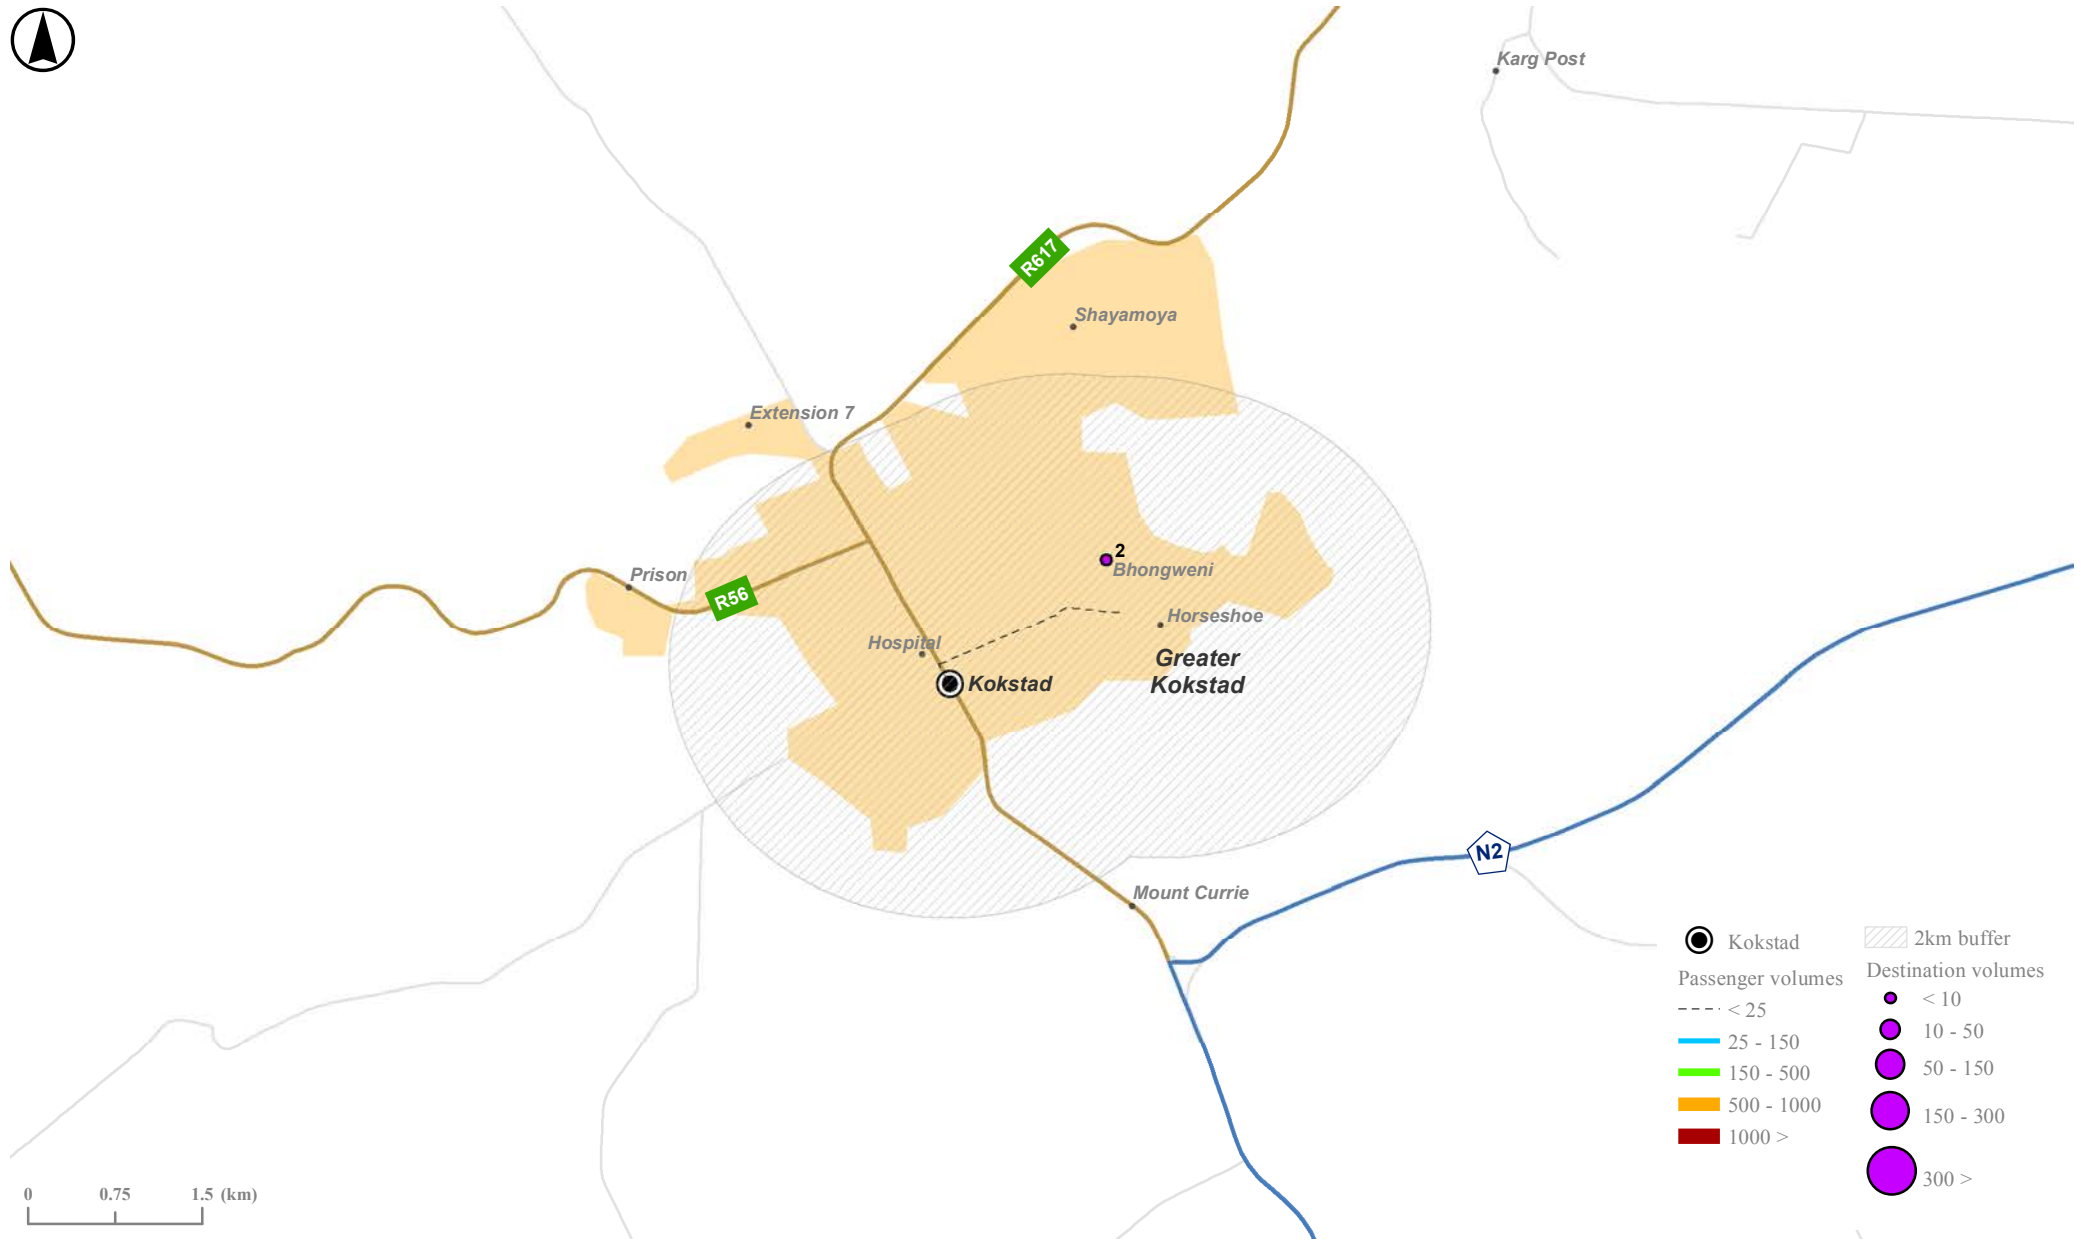 Karg Post
R617
Shayamoya
Extension 7
2
Bhongweni
Prison
R56
Horseshoe
Hospital
Greater
Kokstad
Kokstad
N2
Mount Currie
Kokstad
Passenger volumes
< 25
25 - 150
150 - 500
500 - 1000
1000 >
2km buffer
Destination volumes
< 10
10 - 50
50 - 150
150 - 300
300 >
0 0.75 1.5 (km)